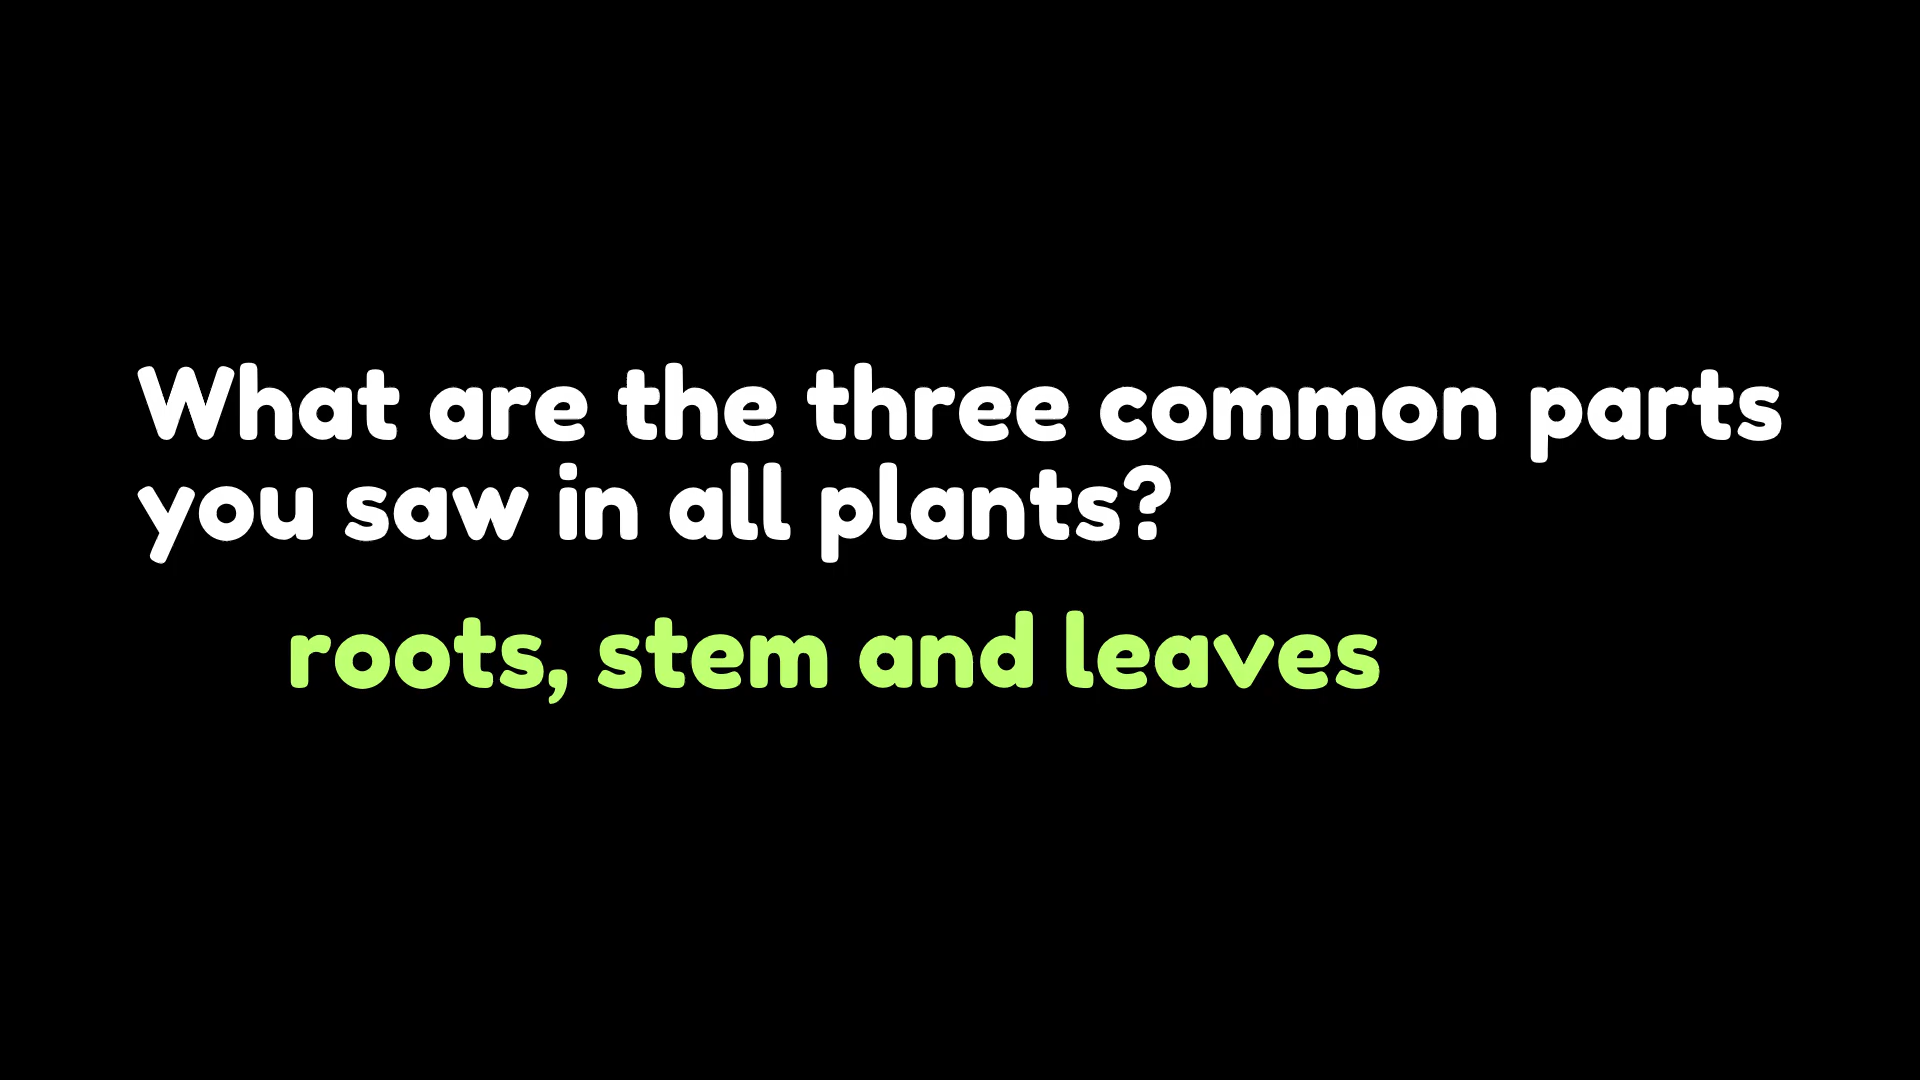 What are the three common parts
you saw in all plants?
roots, stem and leaves